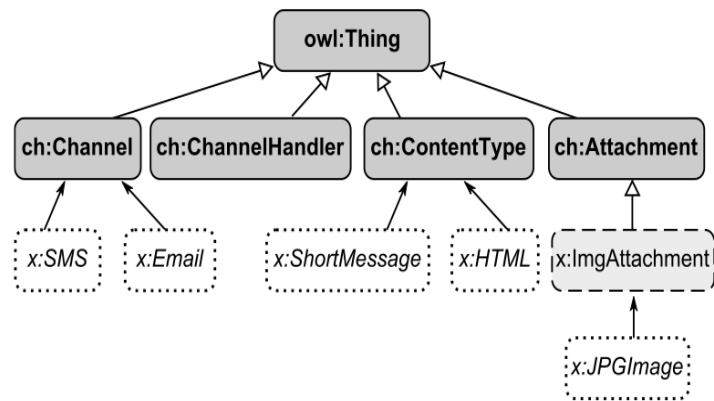 owl:Thing
ch:Channel
ch:ChannelHandler
ch:ContentType
ch:Attachment
x:SMS
x:Email
x:ShortMessage
x:HTML
x:ImgAttachment
x:JPGImage